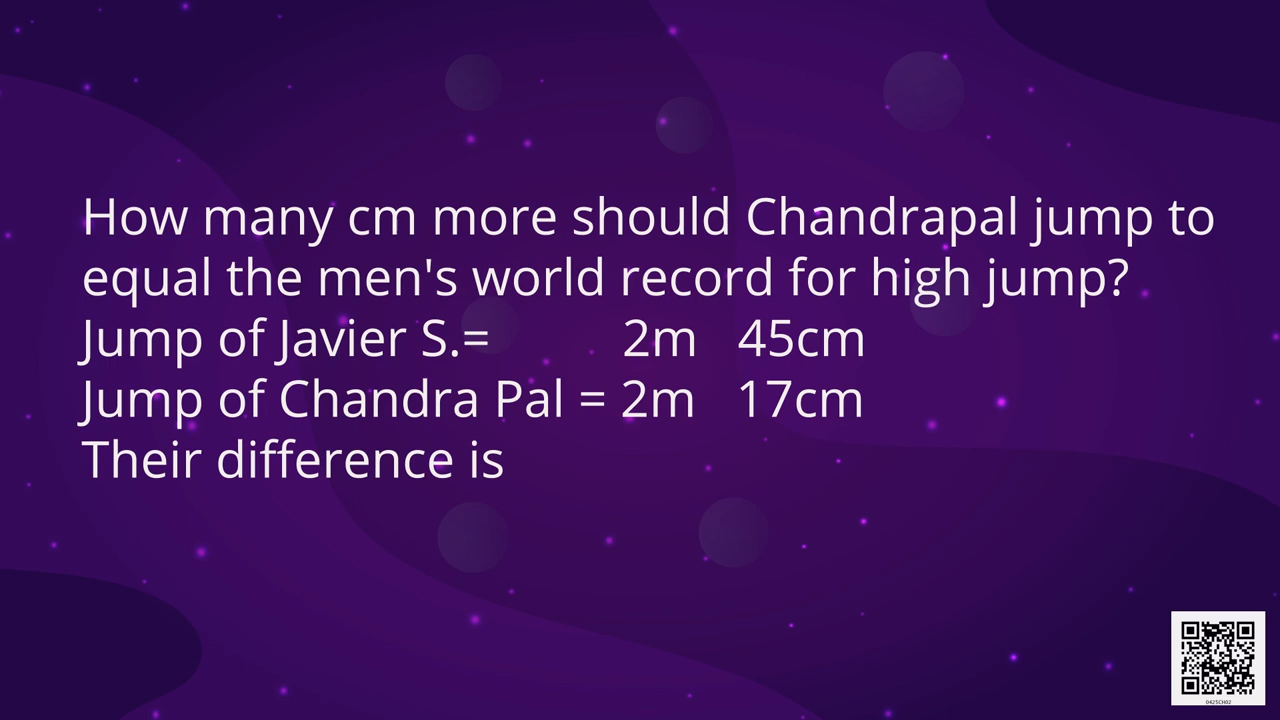 How many cm more should Chandrapal jump to
equal the men's world record for high jump?
Jump of Javier S.= 2m 45cm
Jump of Chandra Pal = 2m 17cm
Their difference is
0425CH02